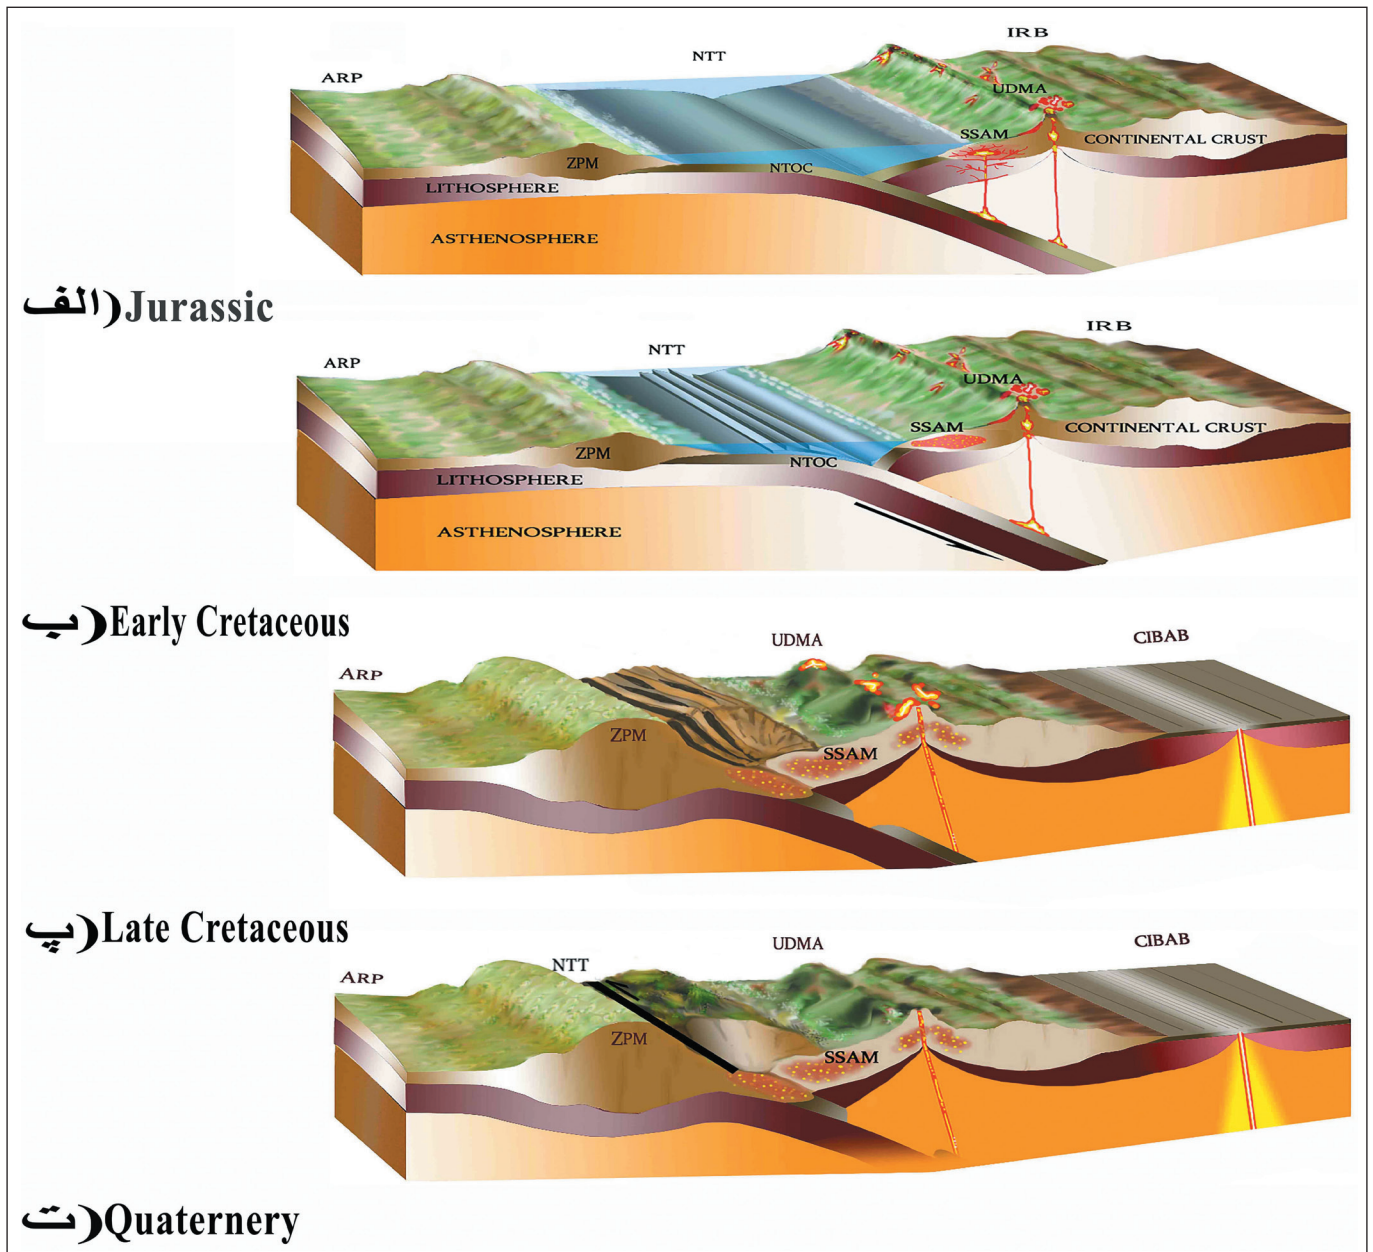 IRB
NTT
ARP
UDMA
SSAM
CONTINENTAL CRUST
ZPM
NTOC
LITHOSPHERE
ASTHENOSPHERE
الف) Jurassic
IRB
NTT
ARP
UDMA
SSAM
CONTINENTAL CRUST
ZPM
NTOC
LITHOSPHERE
ASTHENOSPHERE
ب) Early Cretaceous
CIBAB
UDMA
ARP
ZPM
SSAM
پ) Late Cretaceous
CIBAB
UDMA
NTT
ARP
ZPM
SSAM
ت) Quaternery